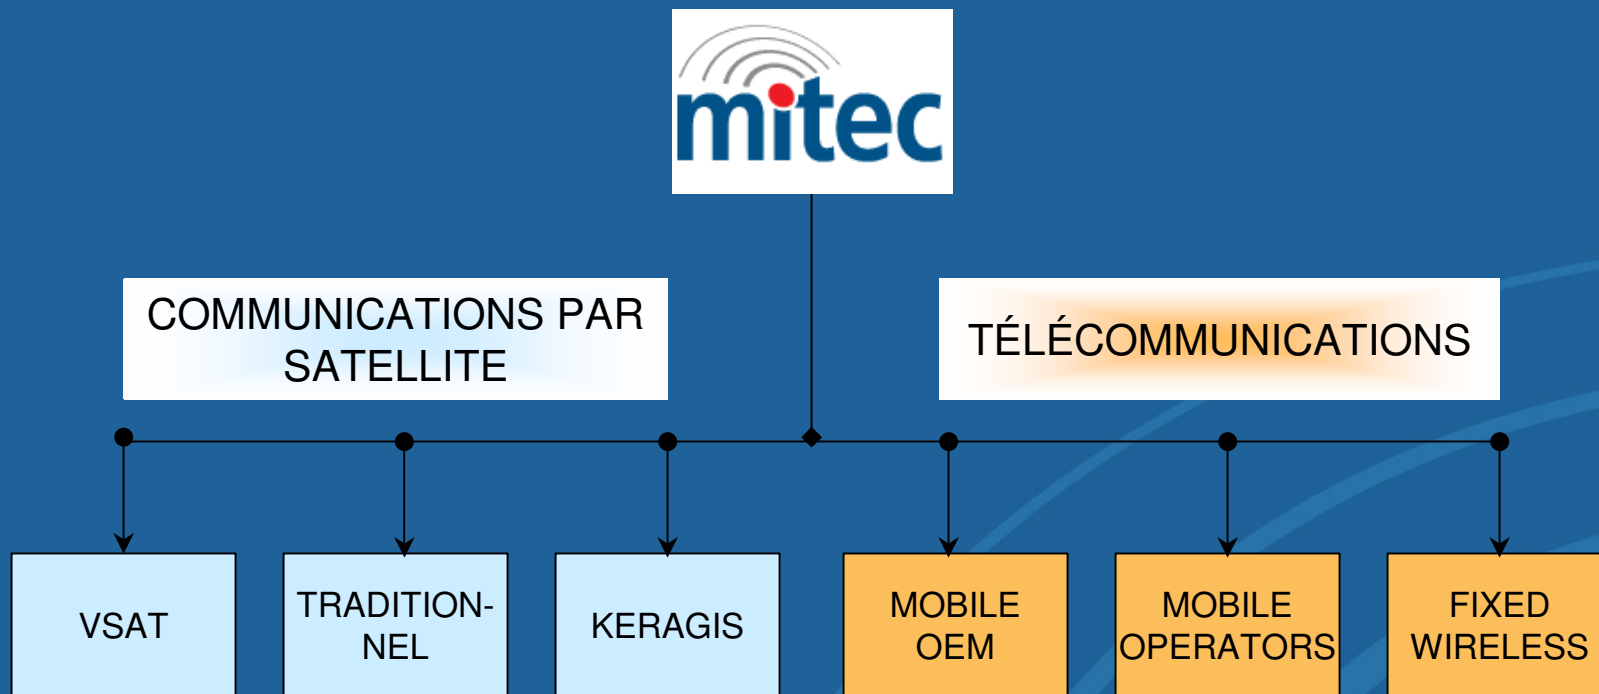 mitec
COMMUNICATIONS PAR
SATELLITE
TÉLÉCOMMUNICATIONS
VSAT
TRADITION-
NEL
KERAGIS
MOBILE
OEM
MOBILE
OPERATORS
FIXED
WIRELESS